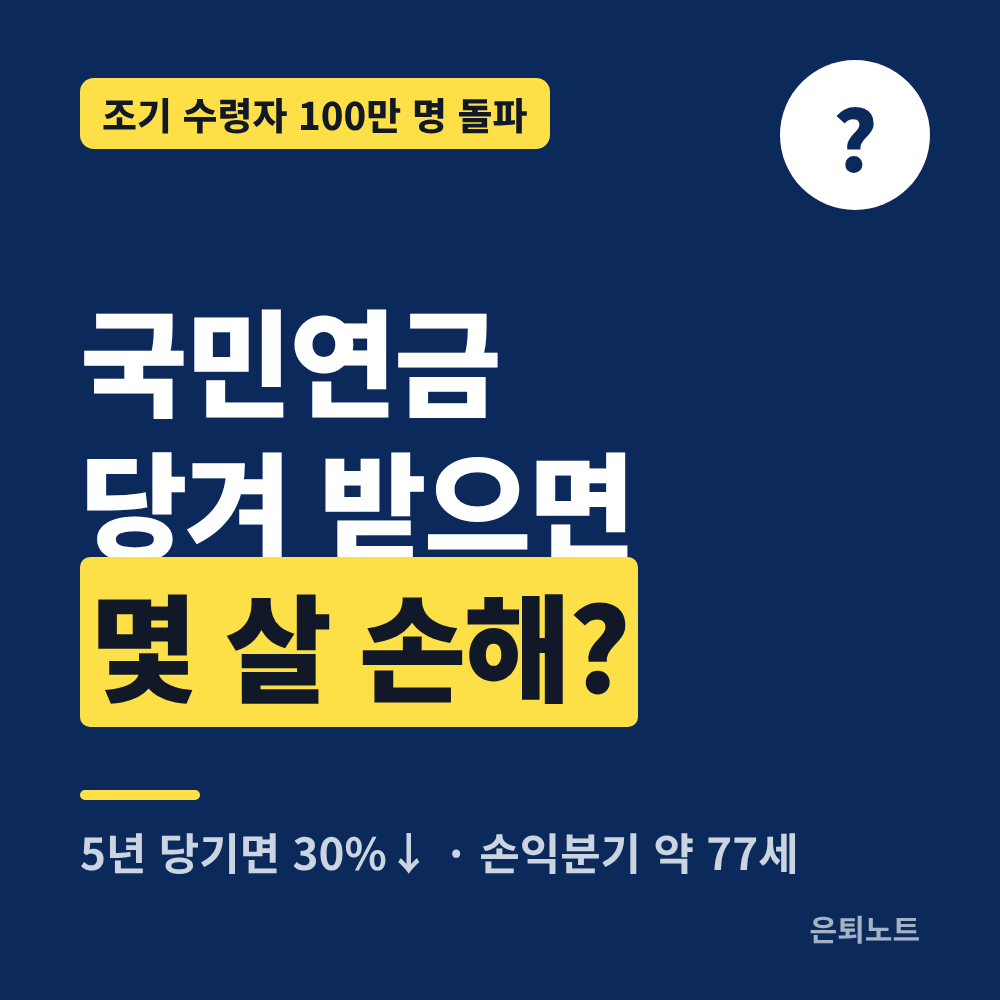 조기 수령자 100만 명 돌파
?
국민연금
당겨 받으면
몇 살 손해?
5년 당기면 30%↓ · 손익분기 약 77세
은퇴노트